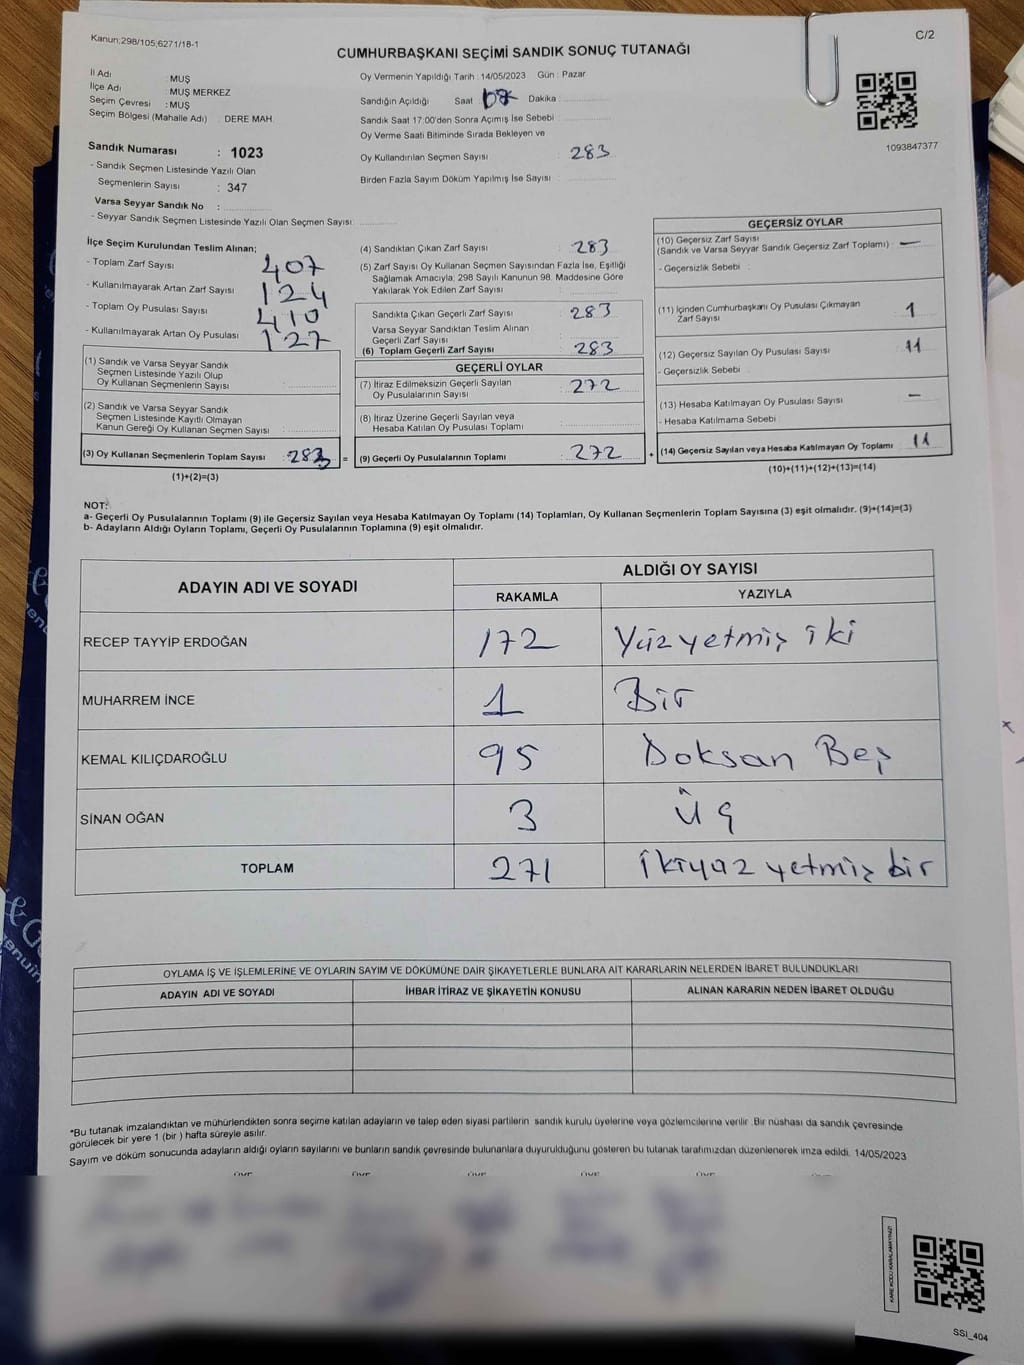 Kanun;298/105;6271/18-1
C/2
CUMHURBAŞKANI SEÇİMİ SANDIK SONUÇ TUTANAĞI
İl Adı : MUŞ
İlçe Adı : MUŞ MERKEZ
Seçim Çevresi : MUŞ
Seçim Bölgesi (Mahalle Adı) : DERE MAH.
Oy Vermenin Yapıldığı Tarih : 14/05/2023 Gün : Pazar
Sandığın Açıldığı Saat : Dakika :
Sandık Saat 17:00'den Sonra Açımış İse Sebebi :
Oy Verme Saati Bitiminde Sırada Bekleyen ve
Oy Kullandırılan Seçmen Sayısı : 283
Birden Fazla Sayım Döküm Yapılmış İse Sayısı :
1093847377
Sandık Numarası : 1023
- Sandık Seçmen Listesinde Yazılı Olan
Seçmenlerin Sayısı : 347
Varsa Seyyar Sandık No :
- Seyyar Sandık Seçmen Listesinde Yazılı Olan Seçmen Sayısı:
İlçe Seçim Kurulundan Teslim Alınan;
- Toplam Zarf Sayısı 407
- Kullanılmayarak Artan Zarf Sayısı 124
- Toplam Oy Pusulası Sayısı 410
- Kullanılmayarak Artan Oy Pusulası 127
(1) Sandık ve Varsa Seyyar Sandık
Seçmen Listesinde Yazılı Olup
Oy Kullanan Seçmenlerin Sayısı :
(2) Sandık ve Varsa Seyyar Sandık
Seçmen Listesinde Kayıtlı Olmayan
Kanun Gereği Oy Kullanan Seçmen Sayısı :
(3) Oy Kullanan Seçmenlerin Toplam Sayısı : 283 =
(1)+(2)=(3)
(4) Sandıktan Çıkan Zarf Sayısı : 283
(5) Zarf Sayısı Oy Kullanan Seçmen Sayısından Fazla İse, Eşitliği
Sağlamak Amacıyla; 298 Sayılı Kanunun 98. Maddesine Göre
Yakılarak Yok Edilen Zarf Sayısı :
Sandıkta Çıkan Geçerli Zarf Sayısı : 283
Varsa Seyyar Sandıktan Teslim Alınan
Geçerli Zarf Sayısı :
(6) Toplam Geçerli Zarf Sayısı : 283
GEÇERLİ OYLAR
(7) İtiraz Edilmeksizin Geçerli Sayılan
Oy Pusulalarının Sayısı : 272
(8) İtiraz Üzerine Geçerli Sayılan veya
Hesaba Katılan Oy Pusulası Toplamı :
(9) Geçerli Oy Pusulalarının Toplamı : 272 +
GEÇERSİZ OYLAR
(10) Geçersiz Zarf Sayısı
(Sandık ve Varsa Seyyar Sandık Geçersiz Zarf Toplamı) : —
- Geçersizlik Sebebi :
(11) İçinden Cumhurbaşkanı Oy Pusulası Çıkmayan
Zarf Sayısı : 1
(12) Geçersiz Sayılan Oy Pusulası Sayısı : 11
- Geçersizlik Sebebi :
(13) Hesaba Katılmayan Oy Pusulası Sayısı : —
- Hesaba Katılmama Sebebi :
(14) Geçersiz Sayılan veya Hesaba Katılmayan Oy Toplamı : 11
(10)+(11)+(12)+(13)=(14)
NOT:
a- Geçerli Oy Pusulalarının Toplamı (9) ile Geçersiz Sayılan veya Hesaba Katılmayan Oy Toplamı (14) Toplamları, Oy Kullanan Seçmenlerin Toplam Sayısına (3) eşit olmalıdır. (9)+(14)=(3)
b- Adayların Aldığı Oyların Toplamı, Geçerli Oy Pusulalarının Toplamına (9) eşit olmalıdır.
ADAYIN ADI VE SOYADI
ALDIĞI OY SAYISI
RAKAMLA YAZIYLA
RECEP TAYYİP ERDOĞAN 172 Yüz yetmiş iki
MUHARREM İNCE 1 Bir
KEMAL KILIÇDAROĞLU 95 Doksan Beş
SİNAN OĞAN 3 Üç
TOPLAM 271 ikiyüz yetmiş bir
OYLAMA İŞ VE İŞLEMLERİNE VE OYLARIN SAYIM VE DÖKÜMÜNE DAİR ŞİKAYETLERLE BUNLARA AİT KARARLARIN NELERDEN İBARET BULUNDUKLARI
ADAYIN ADI VE SOYADI İHBAR İTİRAZ VE ŞİKAYETİN KONUSU ALINAN KARARIN NEDEN İBARET OLDUĞU
*Bu tutanak imzalandıktan ve mühürlendikten sonra seçime katılan adayların ve talep eden siyasi partilerin sandık kurulu üyelerine veya gözlemcilerine verilir. Bir nüshası da sandık çevresinde
görülecek bir yere 1 (bir ) hafta süreyle asılır.
Sayım ve döküm sonucunda adayların aldığı oyların sayılarını ve bunların sandık çevresinde bulunanlara duyurulduğunu gösteren bu tutanak tarafımızdan düzenlenerek imza edildi. 14/05/2023
KARE KODU KARALAMAYINIZ!
SSI_404